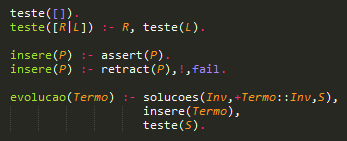 teste([]).
teste([R|L]) :- R, teste(L).
insere(P) :- assert(P).
insere(P) :- retract(P),!,fail.
evolucao(Termo) :- solucoes(Inv,+Termo::Inv,S),
insere(Termo),
teste(S).